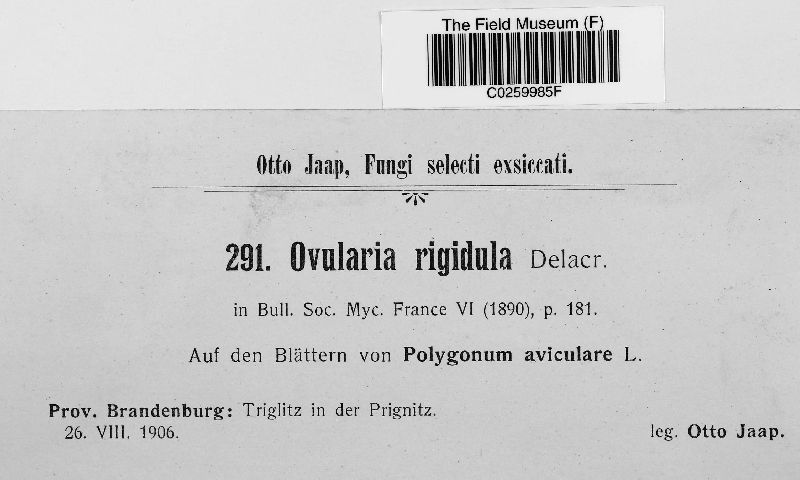 The Field Museum (F)
C0259985F
Otto Jaap, Fungi selecti exsiccati.
291. Ovularia rigidula Delacr.
in Bull. Soc. Myc. France VI (1890), p. 181.
Auf den Blättern von Polygonum aviculare L.
Prov. Brandenburg: Triglitz in der Prignitz.
26. VIII. 1906.
leg. Otto Jaap.